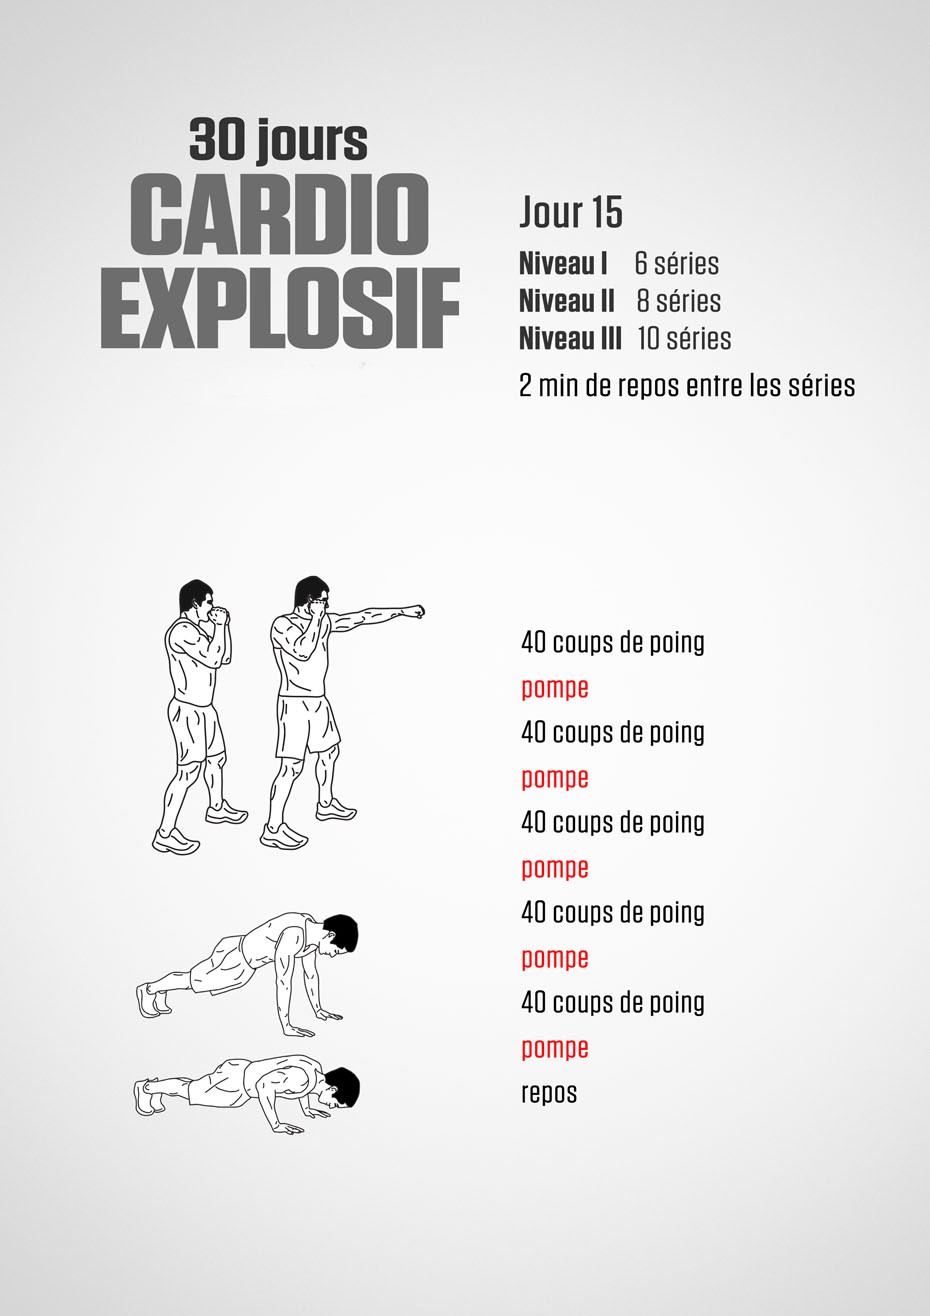 30 jours
CARDIO
EXPLOSIF
Jour 15
Niveau I 6 séries
Niveau II 8 séries
Niveau III 10 séries
2 min de repos entre les séries
40 coups de poing
pompe
40 coups de poing
pompe
40 coups de poing
pompe
40 coups de poing
pompe
40 coups de poing
pompe
repos